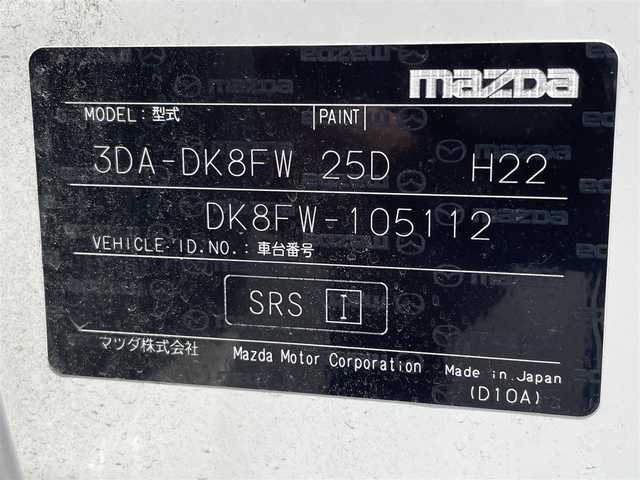 mazda
MODEL:型式 PAINT
3DA-DK8FW 25D H22
DK8FW-105112
VEHICLE ID.NO.:車台番号
SRS I
マツダ株式会社 Mazda Motor Corporation Made in Japan
(D10A)